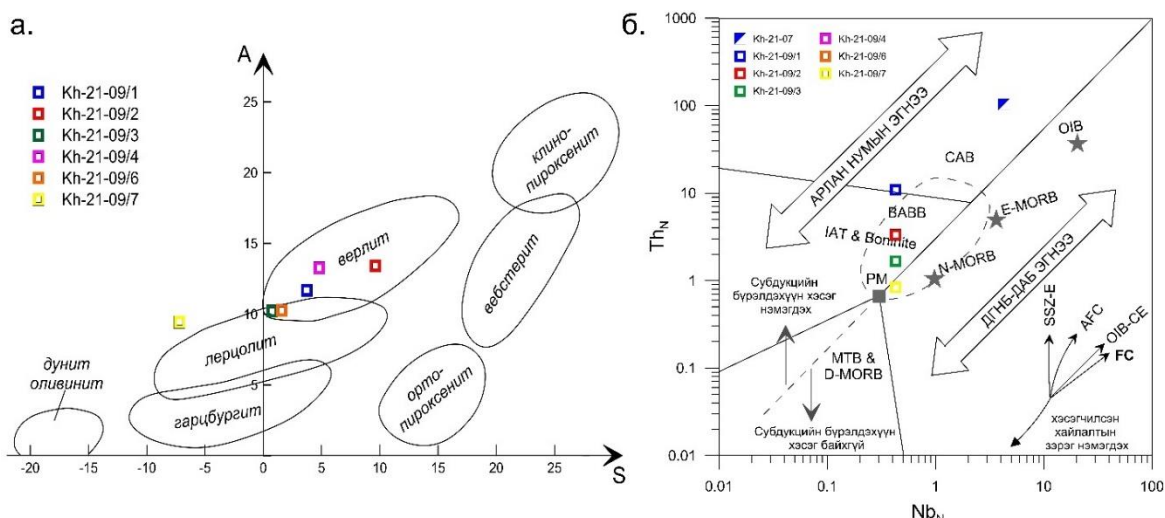 а.
A
Kh-21-09/1
Kh-21-09/2
Kh-21-09/3
Kh-21-09/4
Kh-21-09/6
Kh-21-09/7
25
20
15
10
5
клино-
пироксенит
верлит
вебстерит
лерцолит
дунит
оливинит
гарцбургит
орто-
пироксенит
-20
-15
-10
-5
0
5
10
15
20
25
S
б.
1000
100
10
1
0.1
0.01
Th_N
Kh-21-07
Kh-21-09/1
Kh-21-09/2
Kh-21-09/3
Kh-21-09/4
Kh-21-09/6
Kh-21-09/7
АРЛАН НУМЫН ЭГНЭЭ
OIB
CAB
E-MORB
BABB
IAT & Boninite
N-MORB
PM
Субдукцийн
бүрэлдэхүүн хэсэг
нэмэгдэх
ДГНБ-ДАБ ЭГНЭЭ
MTB &
D-MORB
Субдукцийн бүрэлдэхүүн
хэсэг байхгүй
SSZ-E
AFC
OIB-CE
FC
хэсэгчилсэн
хайлалтын
зэрэг нэмэгдэх
0.01
0.1
1
10
100
Nb_N